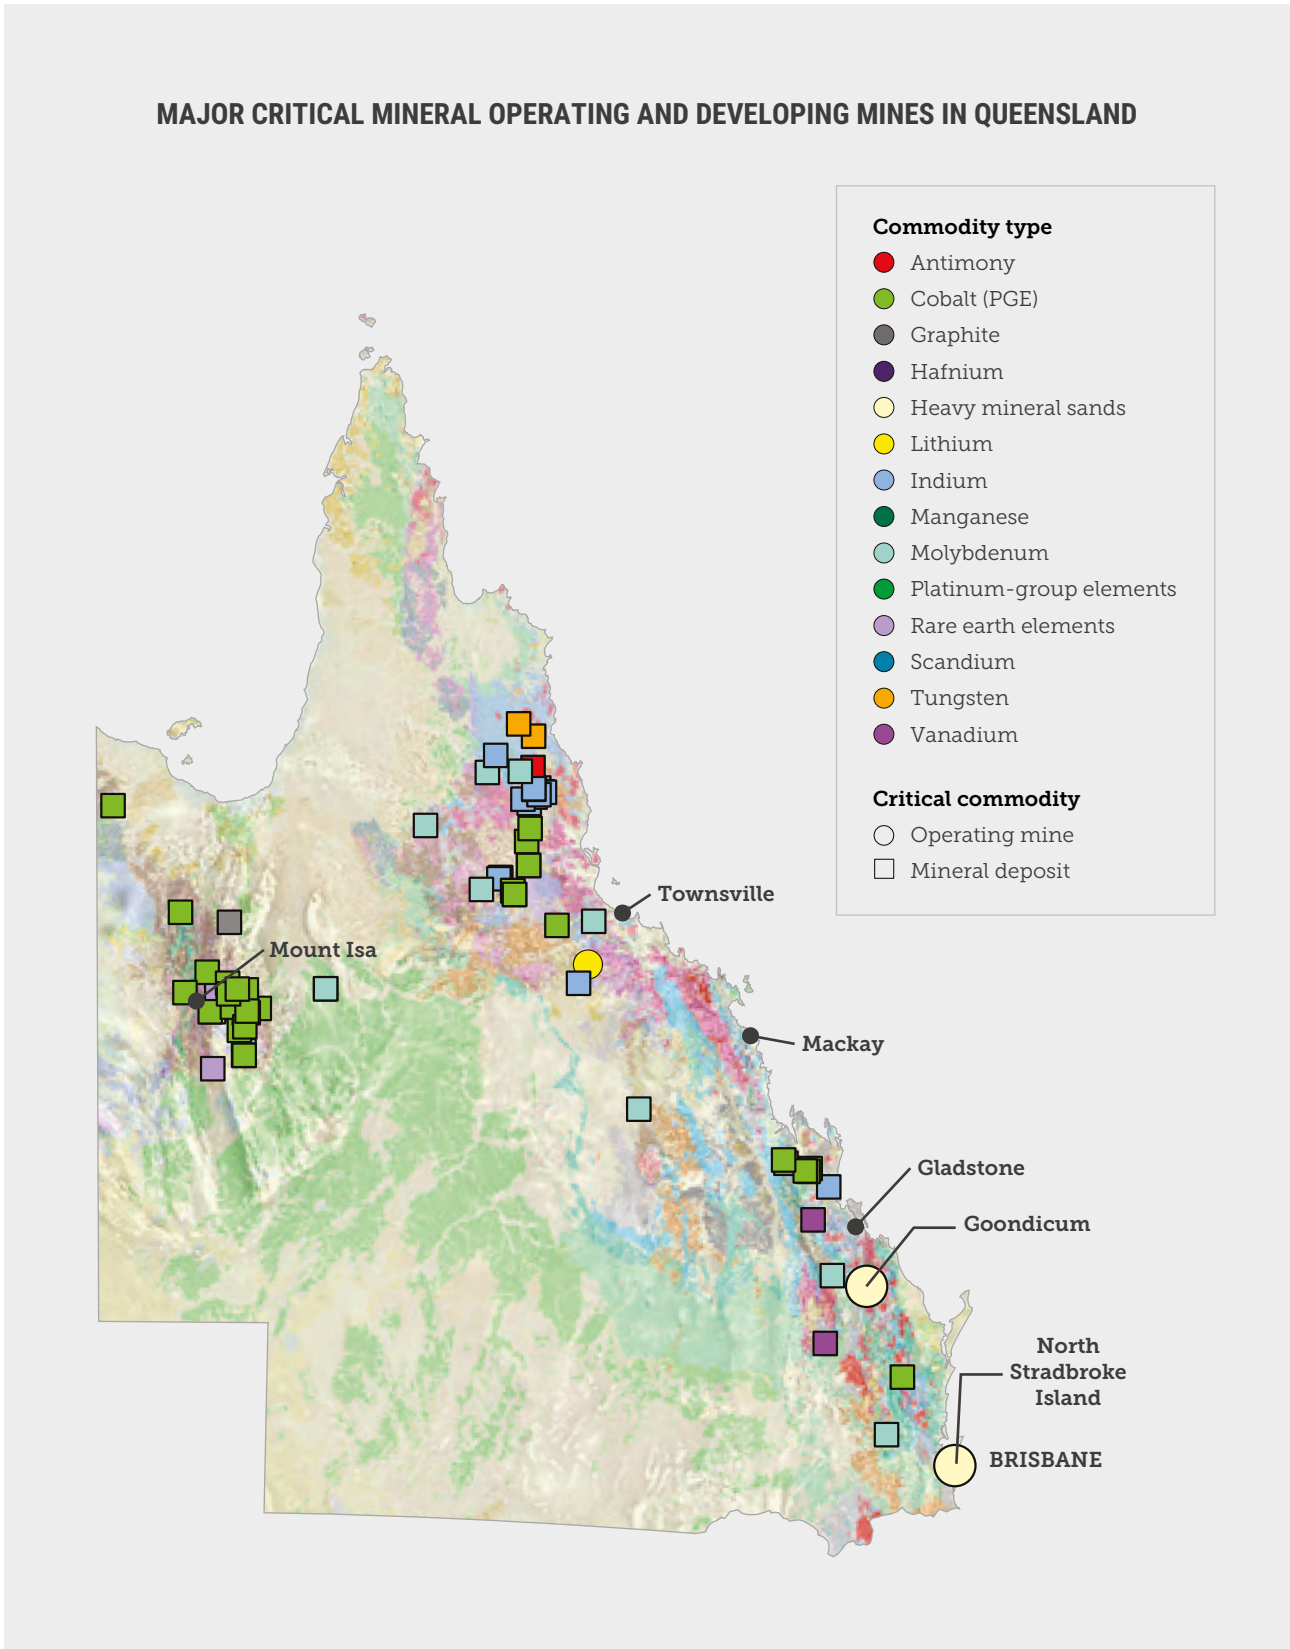 MAJOR CRITICAL MINERAL OPERATING AND DEVELOPING MINES IN QUEENSLAND
Commodity type
Antimony
Cobalt (PGE)
Graphite
Hafnium
Heavy mineral sands
Lithium
Indium
Manganese
Molybdenum
Platinum-group elements
Rare earth elements
Scandium
Tungsten
Vanadium
Critical commodity
Operating mine
Mineral deposit
Townsville
Mount Isa
Mackay
Gladstone
Goondicum
North
Stradbroke
Island
BRISBANE